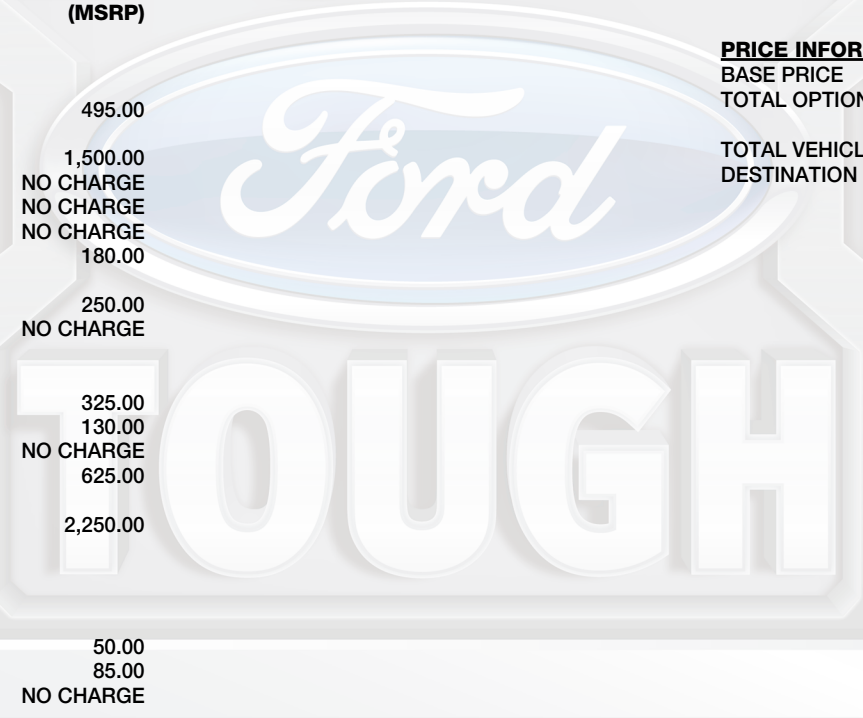 (MSRP)
495.00
1,500.00
NO CHARGE
NO CHARGE
NO CHARGE
180.00
250.00
NO CHARGE
325.00
130.00
NO CHARGE
625.00
2,250.00
50.00
85.00
NO CHARGE
PRICE INFOR
BASE PRICE
TOTAL OPTION
TOTAL VEHICL
DESTINATION
Ford
TOUGH